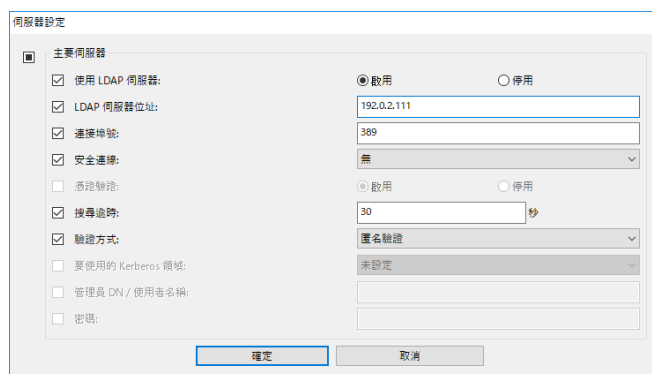 伺服器設定
主要伺服器
使用 LDAP 伺服器: 啟用 停用
LDAP 伺服器位址: 192.0.2.111
連接埠號: 389
安全連線: 無
憑證驗證: 啟用 停用
搜尋逾時: 30 秒
驗證方式: 匿名驗證
要使用的 Kerberos 領域: 未設定
管理員 DN / 使用者名稱:
密碼:
確定 取消